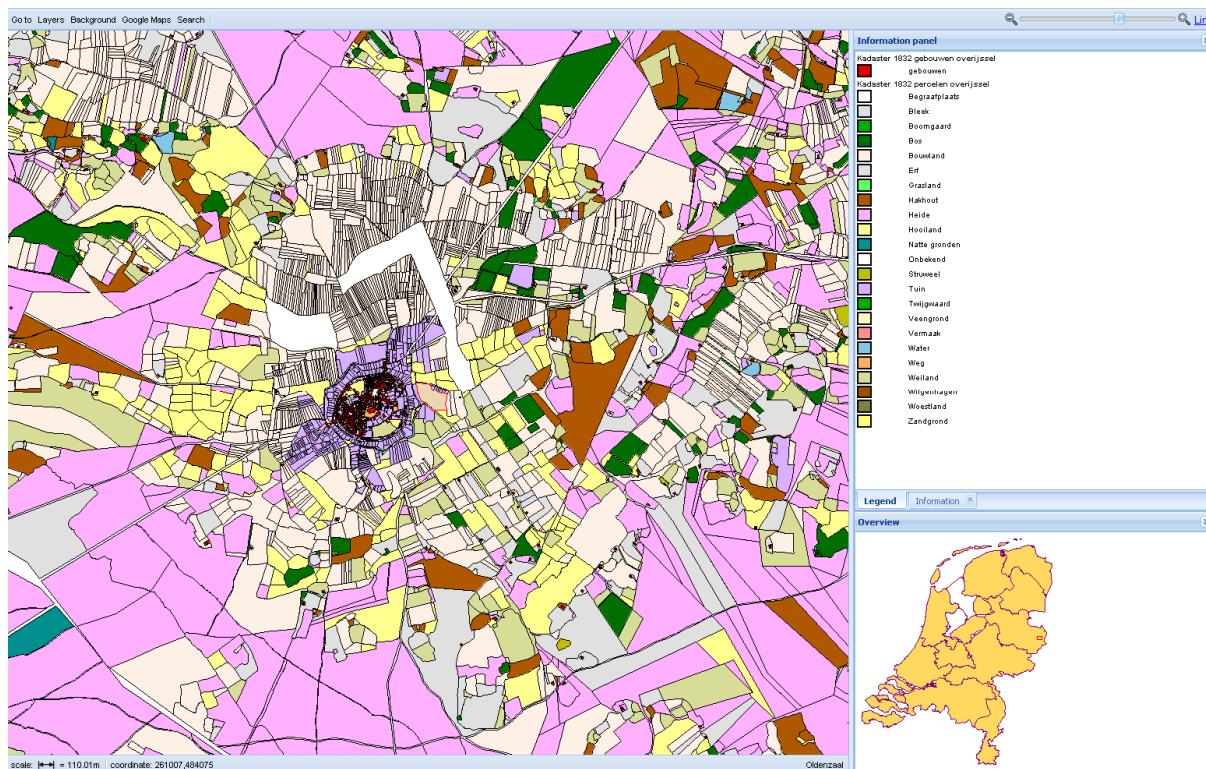 Go to Layers Background Google Maps Search
Lin
Information panel
Kadaster 1832 gebouwen overijssel
gebouwen
Kadaster 1832 percelen overijssel
Begraafplaats
Bleek
Boomgaard
Bos
Bouwland
Erf
Grasland
Hakhout
Heide
Hooiland
Natte gronden
Onbekend
Struweel
Tuin
Twijgwaard
Veengrond
Vermaak
Water
Weg
Weiland
Wilgenhagen
Woestland
Zandgrond
Legend Information
Overview
scale: = 110.01m coordinate: 261007,484075 Oldenzaal